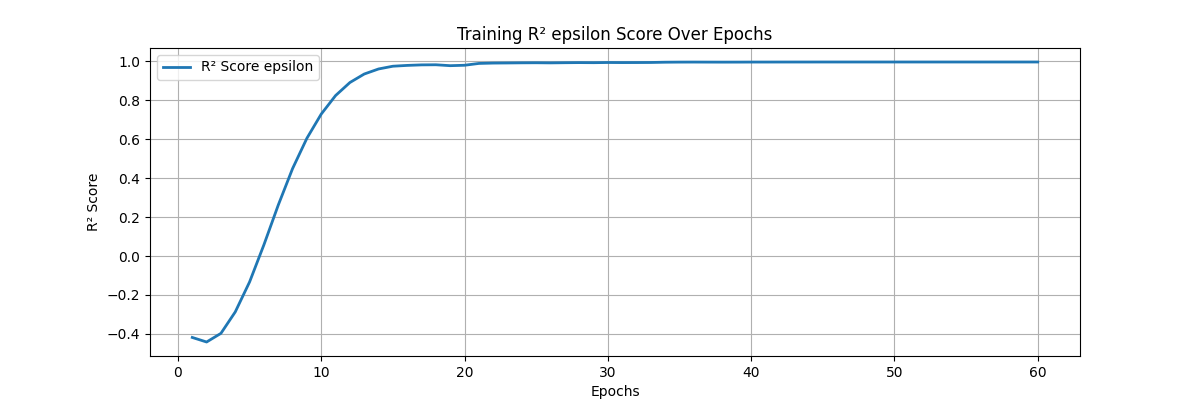 Training R² epsilon Score Over Epochs
R² Score epsilon
R² Score
1.0
0.8
0.6
0.4
0.2
0.0
−0.2
−0.4
0 10 20 30 40 50 60
Epochs